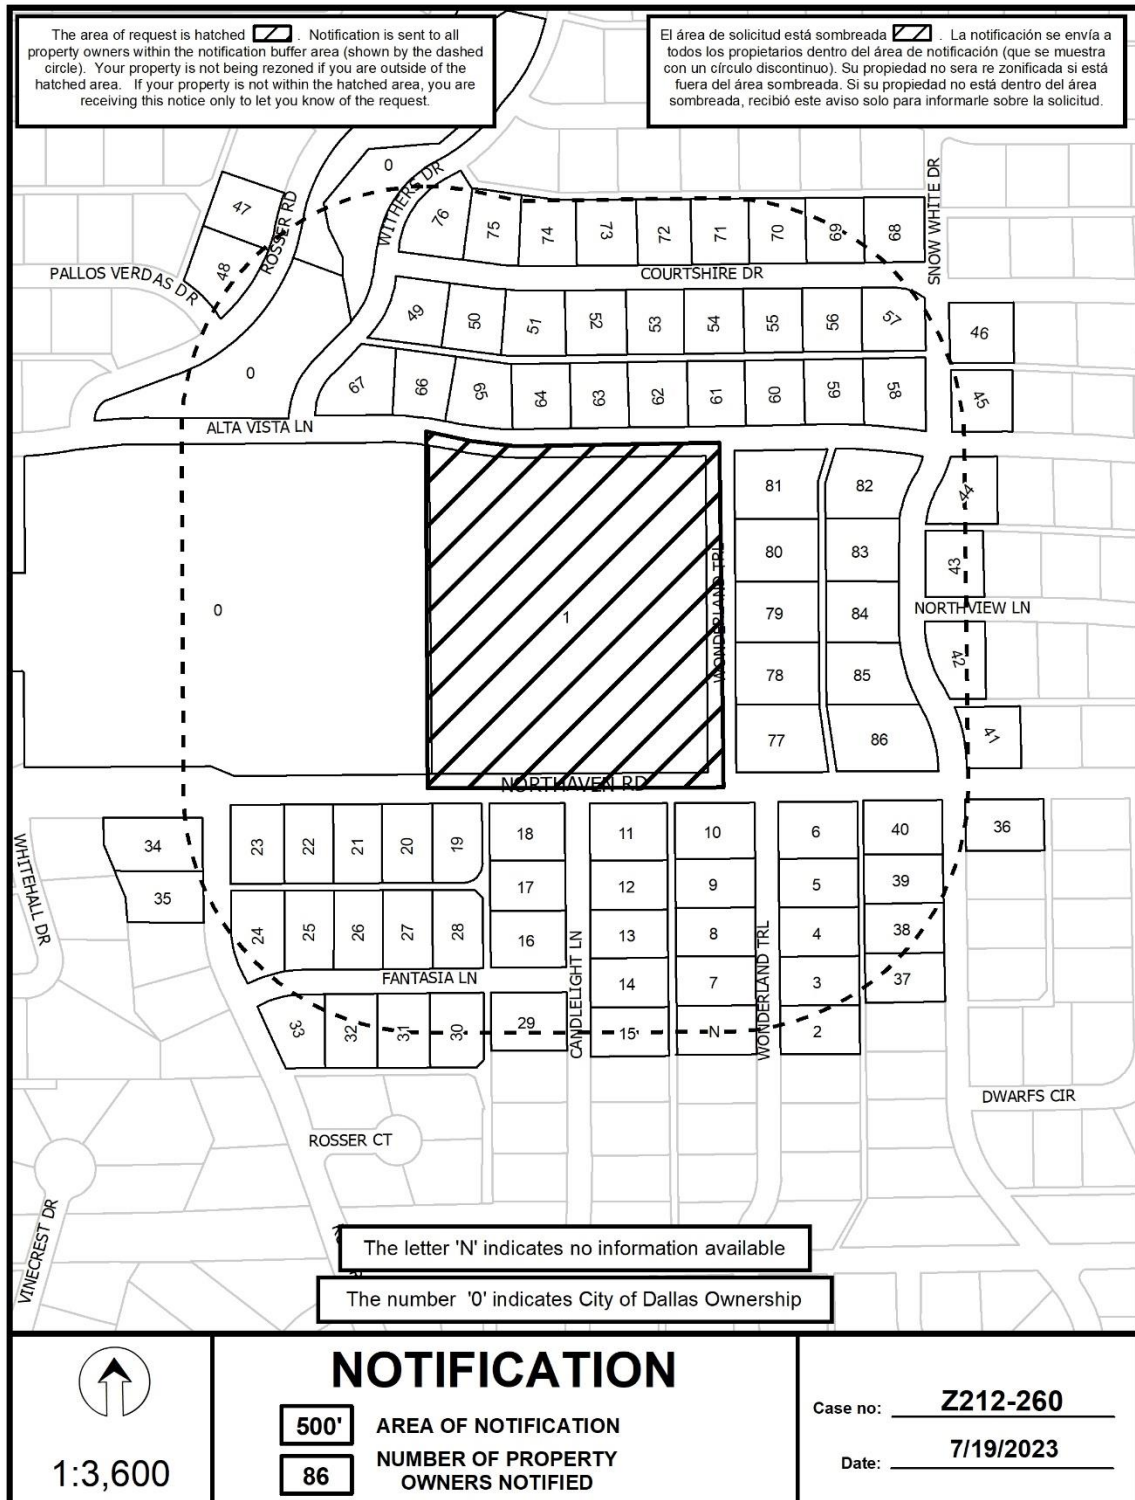 The area of request is hatched . Notification is sent to all
property owners within the notification buffer area (shown by the dashed
circle). Your property is not being rezoned if you are outside of the
hatched area. If your property is not within the hatched area, you are
receiving this notice only to let you know of the request.
El área de solicitud está sombreada . La notificación se envía a
todos los propietarios dentro del área de notificación (que se muestra
con un círculo discontinuo). Su propiedad no sera re zonificada si está
fuera del área sombreada. Si su propiedad no está dentro del área
sombreada, recibió este aviso solo para informarle sobre la solicitud.
0
WITHERS DR
SNOW WHITE DR
47
ROSSER RD
76
75
74
73
72
71
70
69
68
48
PALLOS VERDAS DR
COURTSHIRE DR
49
50
51
52
53
54
55
56
57
46
0
67
66
65
64
63
62
61
60
59
58
45
ALTA VISTA LN
81
82
44
80
83
43
0
1
WONDERLAND TRL
79
84
NORTHVIEW LN
78
85
42
77
86
41
NORTHAVEN RD
WHITEHALL DR
34
23
22
21
20
19
18
11
10
6
40
36
35
17
12
9
5
39
24
25
26
27
28
16
13
8
4
38
FANTASIA LN
CANDLELIGHT LN
14
7
WONDERLAND TRL
3
37
33
32
31
30
29
15
N
2
DWARFS CIR
ROSSER CT
VINECREST DR
The letter 'N' indicates no information available
The number '0' indicates City of Dallas Ownership
1:3,600
NOTIFICATION
500' AREA OF NOTIFICATION
86 NUMBER OF PROPERTY
OWNERS NOTIFIED
Case no: Z212-260
Date: 7/19/2023